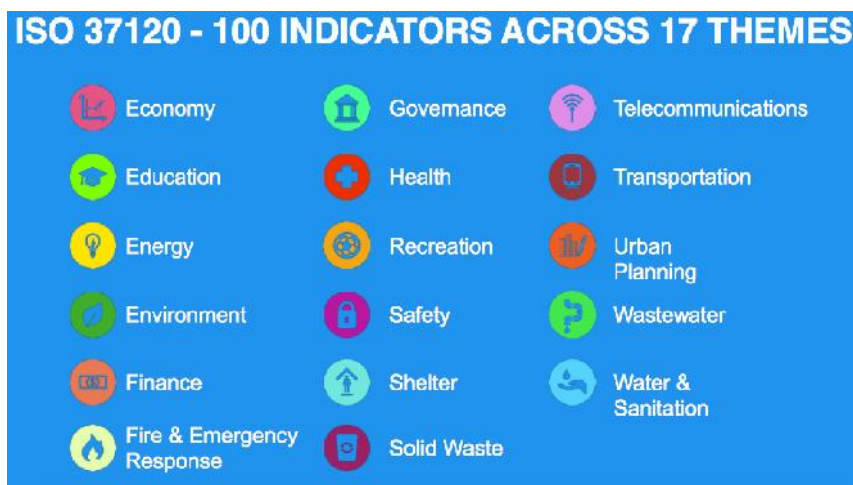 ISO 37120 - 100 INDICATORS ACROSS 17 THEMES
Economy
Education
Energy
Environment
Finance
Fire & Emergency
Response
Governance
Health
Recreation
Safety
Shelter
Solid Waste
Telecommunications
Transportation
Urban
Planning
Wastewater
Water &
Sanitation